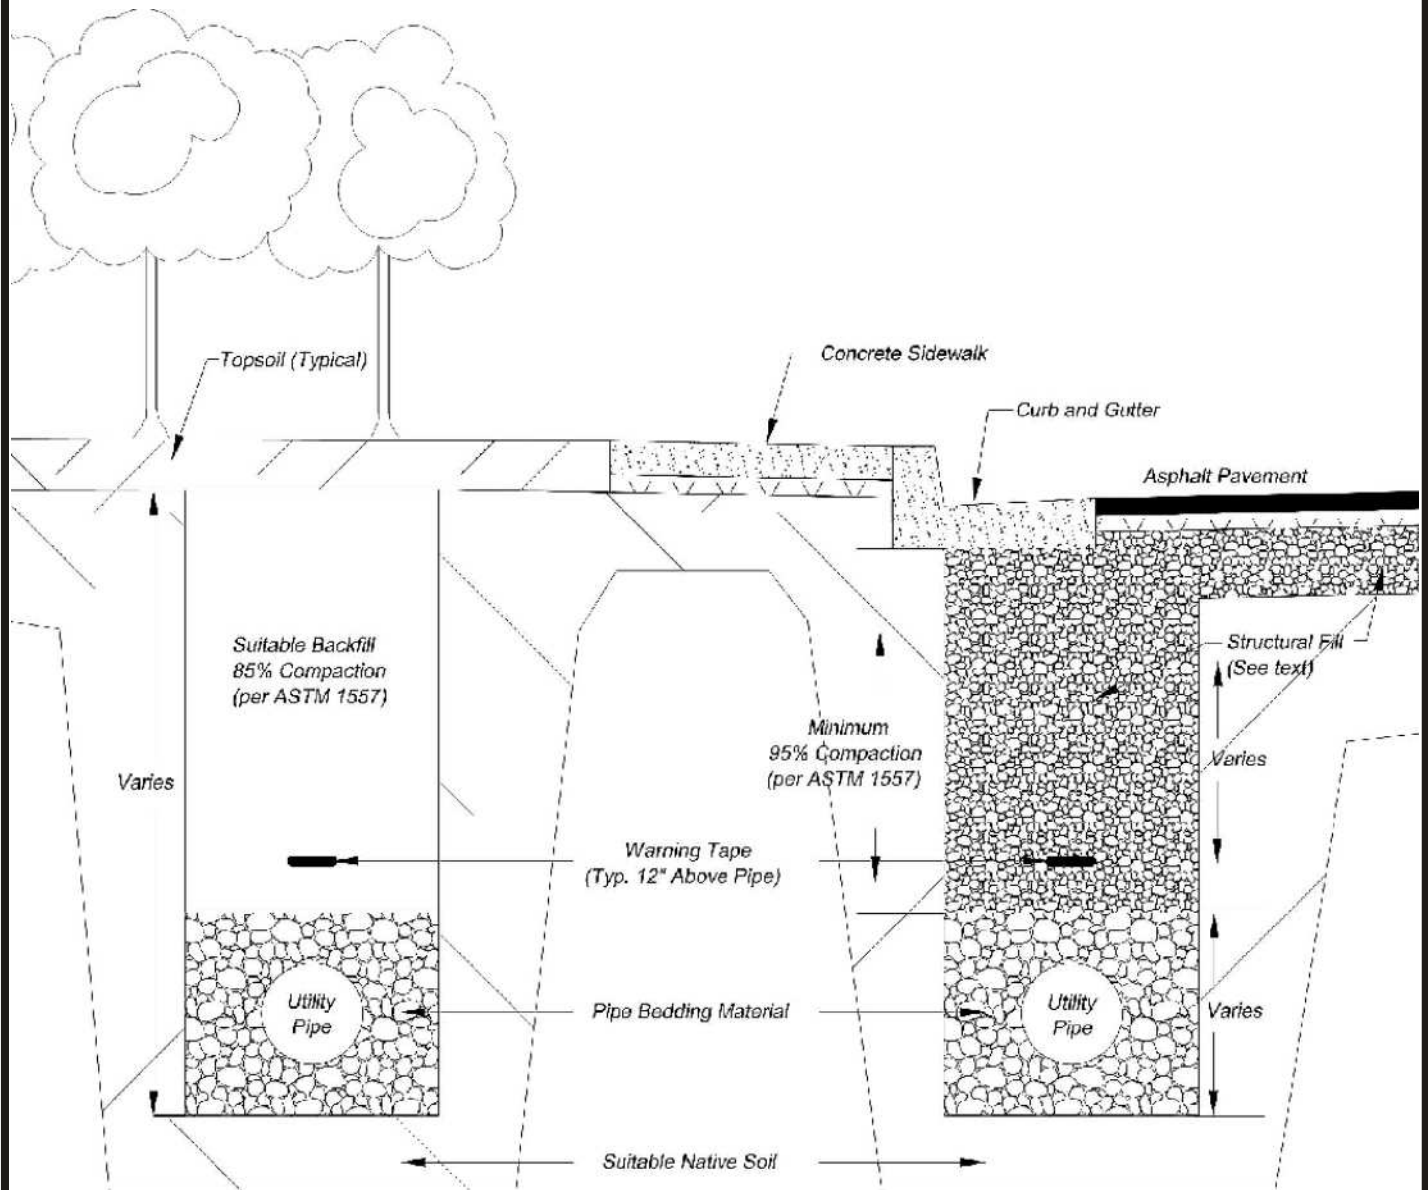 Topsoil (Typical)
Concrete Sidewalk
Curb and Gutter
Asphalt Pavement
Suitable Backfill
85% Compaction
(per ASTM 1557)
Structural Fill
(See text)
Minimum
95% Compaction
(per ASTM 1557)
Varies
Varies
Warning Tape
(Typ. 12" Above Pipe)
Utility
Pipe
Pipe Bedding Material
Utility
Pipe
Varies
Suitable Native Soil